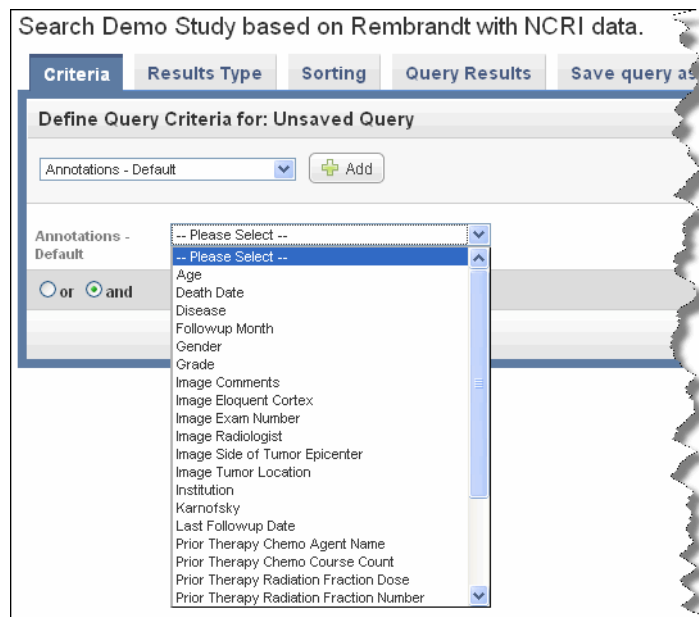 Search Demo Study based on Rembrandt with NCRI data.
Criteria Results Type Sorting Query Results Save query as
Define Query Criteria for: Unsaved Query
Annotations - Default Add
Annotations - Default
-- Please Select --
-- Please Select --
Age
Death Date
Disease
Followup Month
Gender
Grade
Image Comments
Image Eloquent Cortex
Image Exam Number
Image Radiologist
Image Side of Tumor Epicenter
Image Tumor Location
Institution
Karnofsky
Last Followup Date
Prior Therapy Chemo Agent Name
Prior Therapy Chemo Course Count
Prior Therapy Radiation Fraction Dose
Prior Therapy Radiation Fraction Number
or and